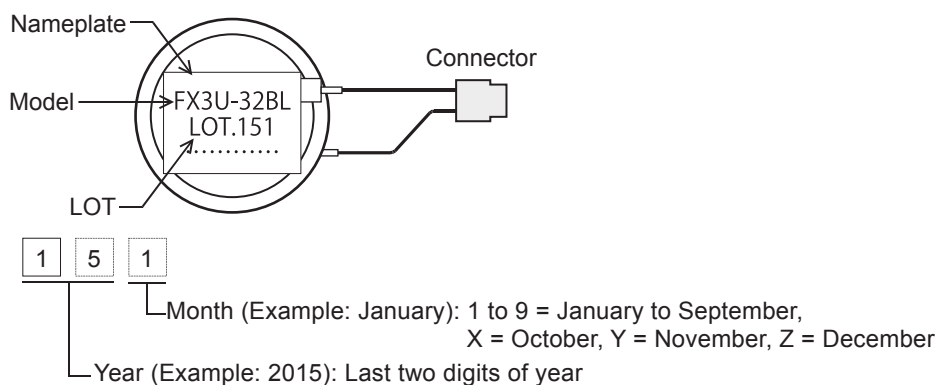 Nameplate
Connector
Model
FX3U-32BL
LOT.151
...........
LOT
1 5 1
Month (Example: January): 1 to 9 = January to September,
X = October, Y = November, Z = December
Year (Example: 2015): Last two digits of year